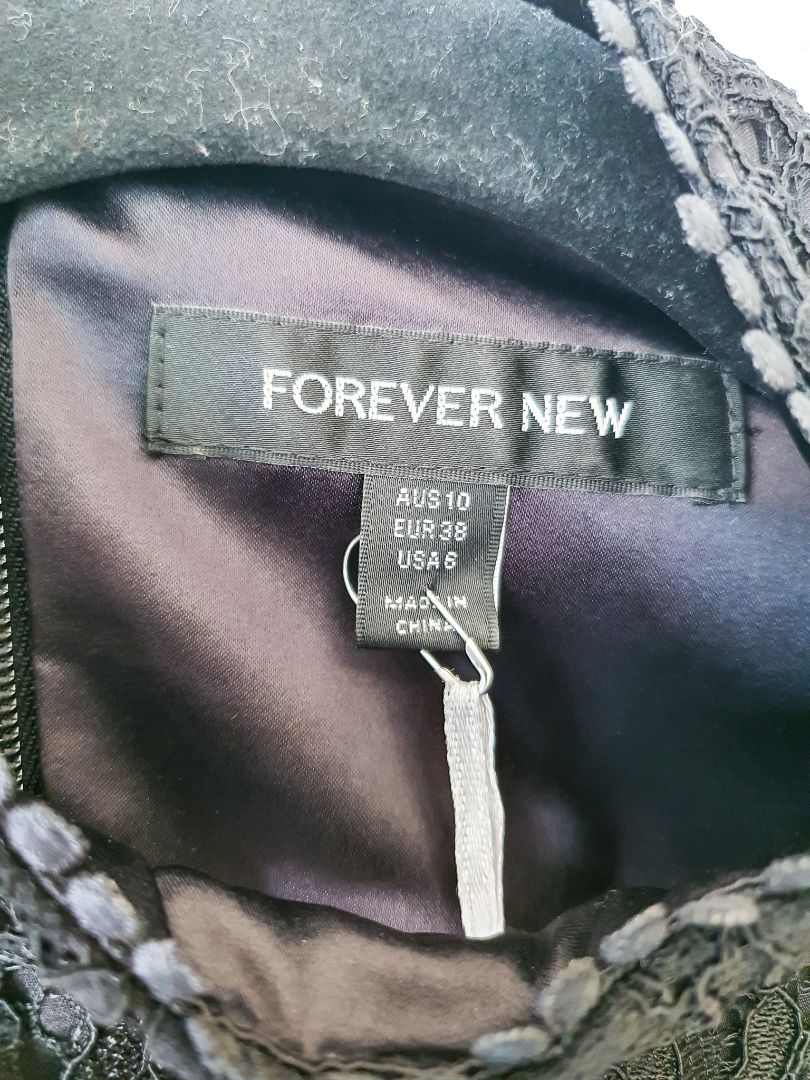 FOREVER NEW
AUS 10
EUR 38
USA 6
MADE IN
CHINA